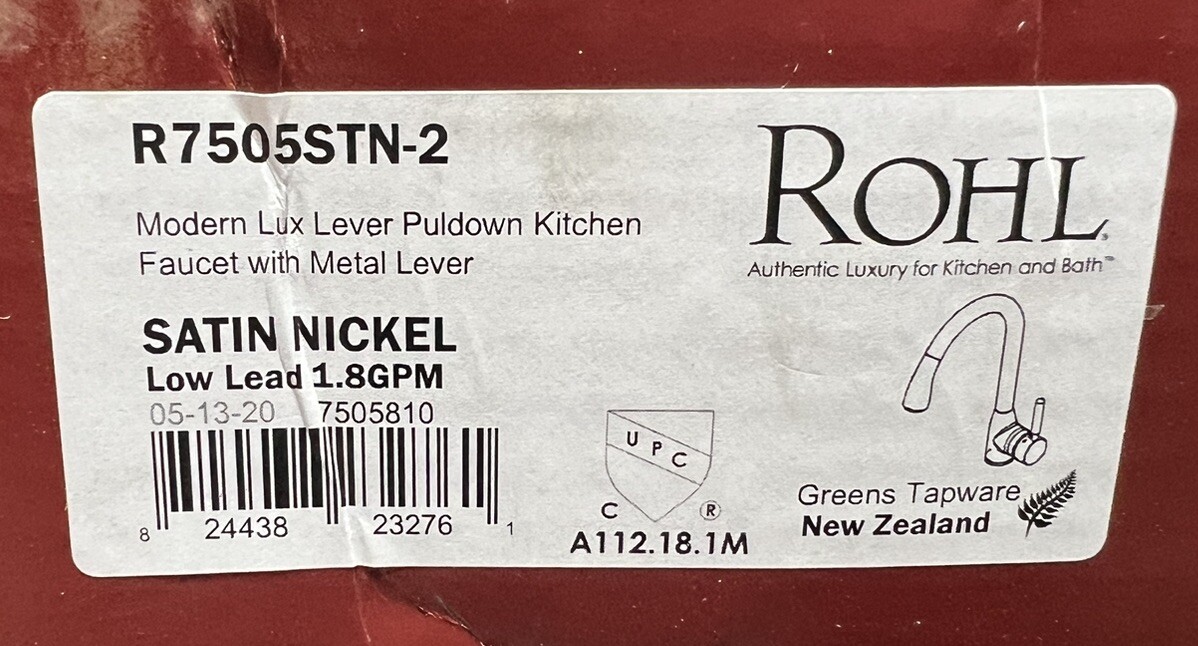 R7505STN-2
Modern Lux Lever Puldown Kitchen
Faucet with Metal Lever
SATIN NICKEL
Low Lead 1.8GPM
05-13-20 7505810
8 24438 23276 1
UPC
C ®
A112.18.1M
ROHL®
Authentic Luxury for Kitchen and Bath™
Greens Tapware
New Zealand